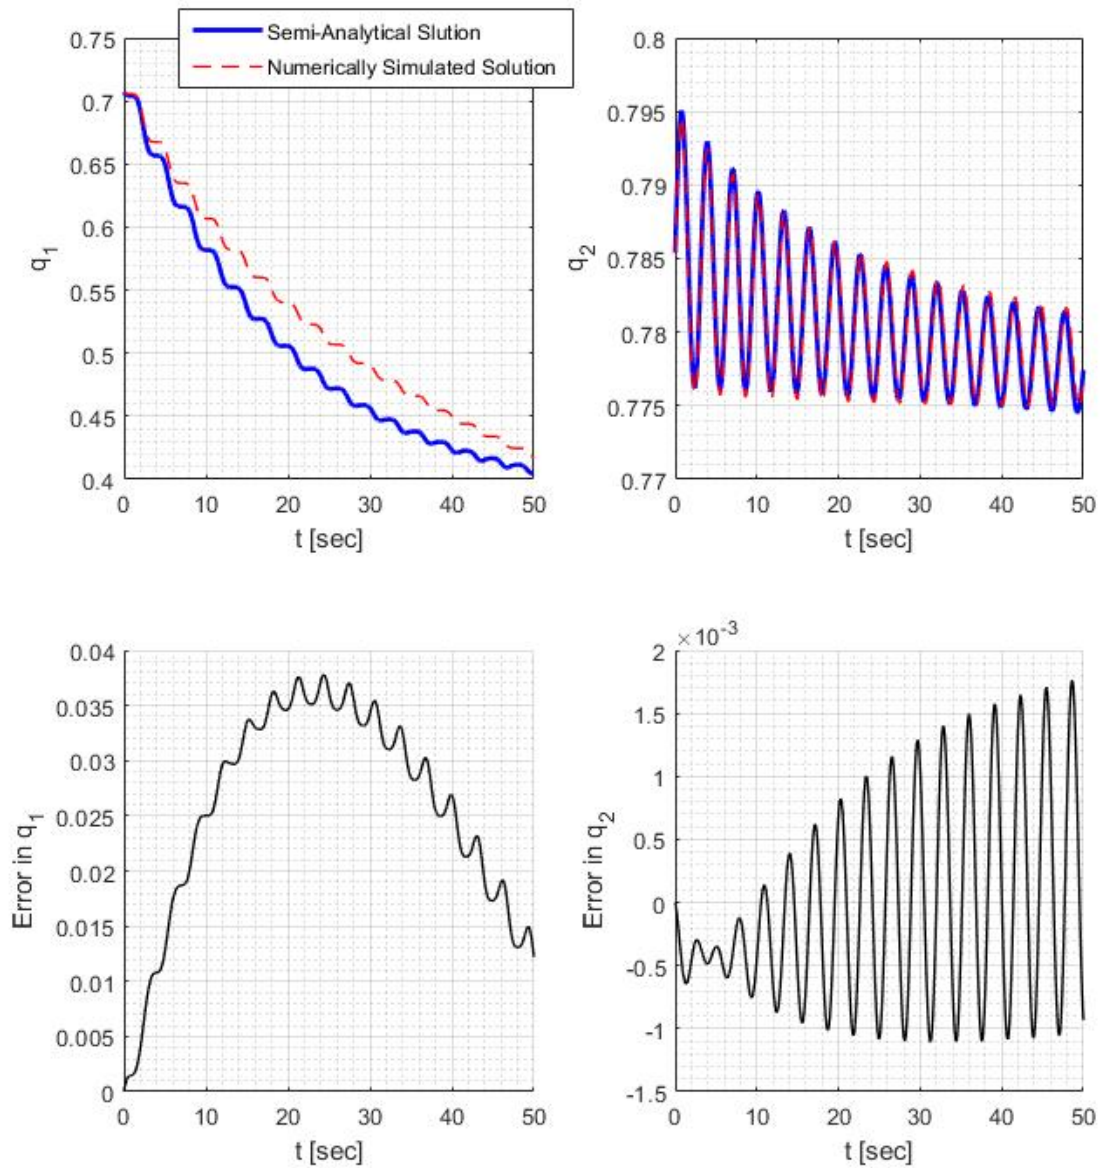 Semi-Analytical Slution
Numerically Simulated Solution
0.75
0.7
0.65
0.6
0.55
0.5
0.45
0.4
q1
0 10 20 30 40 50
t [sec]
0.8
0.795
0.79
0.785
0.78
0.775
0.77
q2
0 10 20 30 40 50
t [sec]
0.04
0.035
0.03
0.025
0.02
0.015
0.01
0.005
0
Error in q1
0 10 20 30 40 50
t [sec]
×10-3
2
1.5
1
0.5
0
-0.5
-1
-1.5
Error in q2
0 10 20 30 40 50
t [sec]